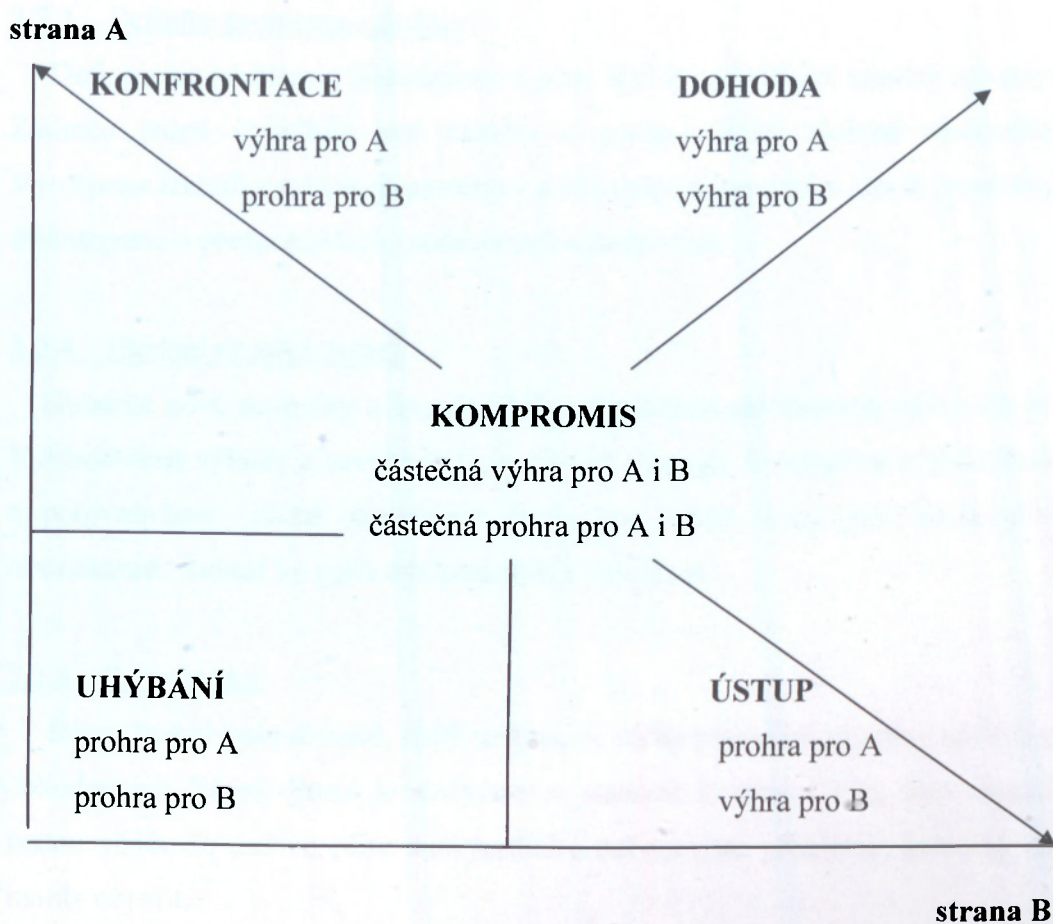 strana A
KONFRONTACE
výhra pro A
prohra pro B
DOHODA
výhra pro A
výhra pro B
KOMPROMIS
částečná výhra pro A i B
částečná prohra pro A i B
UHÝBÁNÍ
prohra pro A
prohra pro B
ÚSTUP
prohra pro A
výhra pro B
strana B